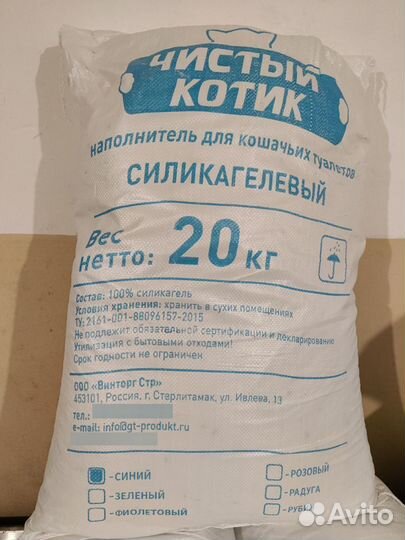 ЧИСТЫЙ
КОТИК
наполнитель для кошачьих туалетов
СИЛИКАГЕЛЕВЫЙ
Вес
нетто: 20 кг
Состав: 100% силикагель
Условия хранения: хранить в сухих помещениях
ТУ: 2161-001-88096157-2015
Не подлежит обязательной сертификации и декларированию
Утилизация с бытовыми отходами!
Срок годности не ограничен
ООО «Винторг Стр»
453101, Россия, г. Стерлитамак, ул. Ивлева, 13
тел.:
e-mail: info@gt-produkt.ru
-СИНИЙ
-ЗЕЛЕНЫЙ
-ФИОЛЕТОВЫЙ
-РОЗОВЫЙ
-РАДУГА
-РУБИ
Avito